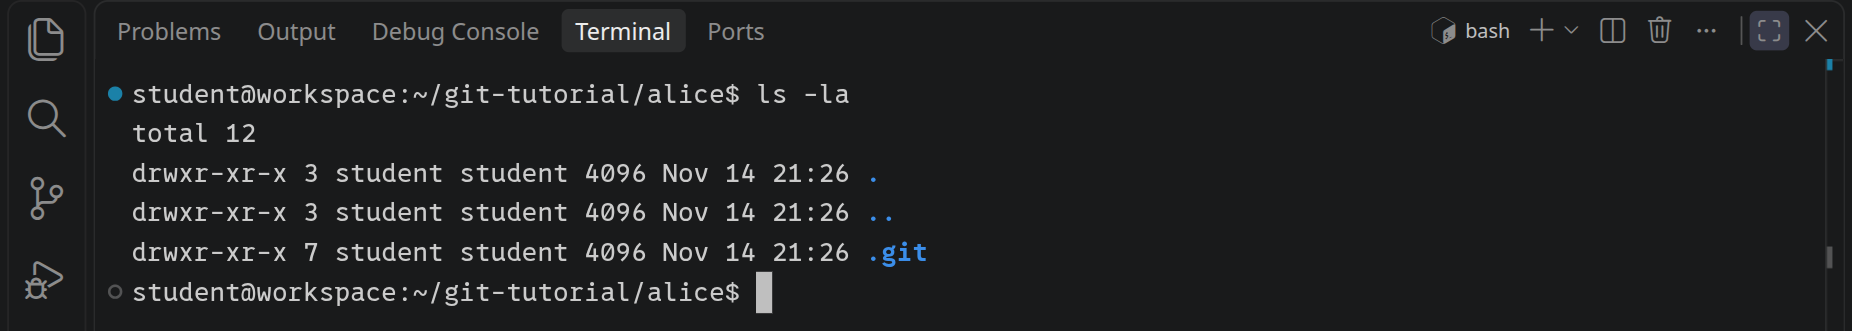 Problems Output Debug Console Terminal Ports bash
student@workspace:~/git-tutorial/alice$ ls -la
total 12
drwxr-xr-x 3 student student 4096 Nov 14 21:26 .
drwxr-xr-x 3 student student 4096 Nov 14 21:26 ..
drwxr-xr-x 7 student student 4096 Nov 14 21:26 .git
student@workspace:~/git-tutorial/alice$